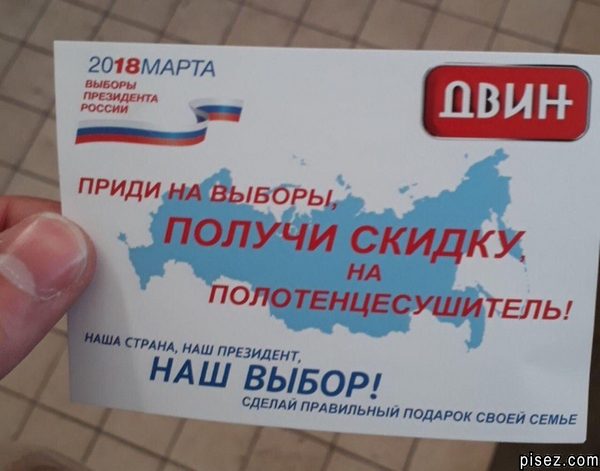 2018МАРТА
ВЫБОРЫ
ПРЕЗИДЕНТА
РОССИИ
ДВИН
ПРИДИ НА ВЫБОРЫ,
ПОЛУЧИ СКИДКУ,
НА
ПОЛОТЕНЦЕСУШИТЕЛЬ!
НАША СТРАНА, НАШ ПРЕЗИДЕНТ,
НАШ ВЫБОР!
СДЕЛАЙ ПРАВИЛЬНЫЙ ПОДАРОК СВОЕЙ СЕМЬЕ
pisez.com